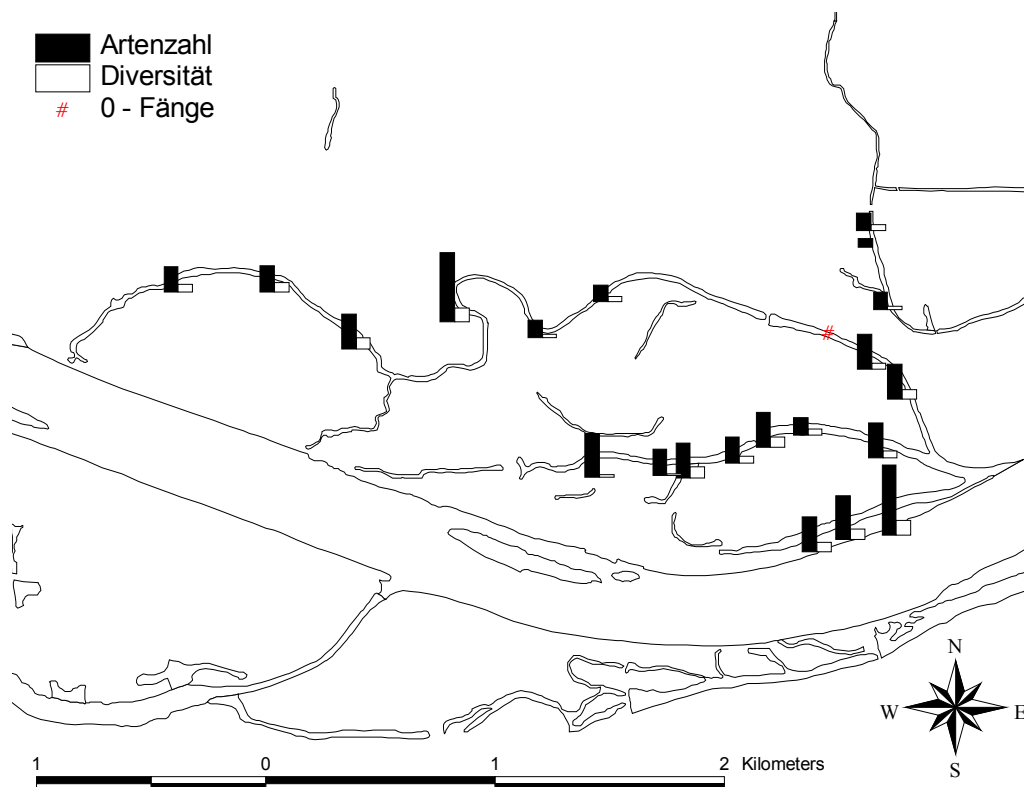 Artenzahl
Diversität
# 0 - Fänge
#
N
W E
S
1 0 1 2 Kilometers